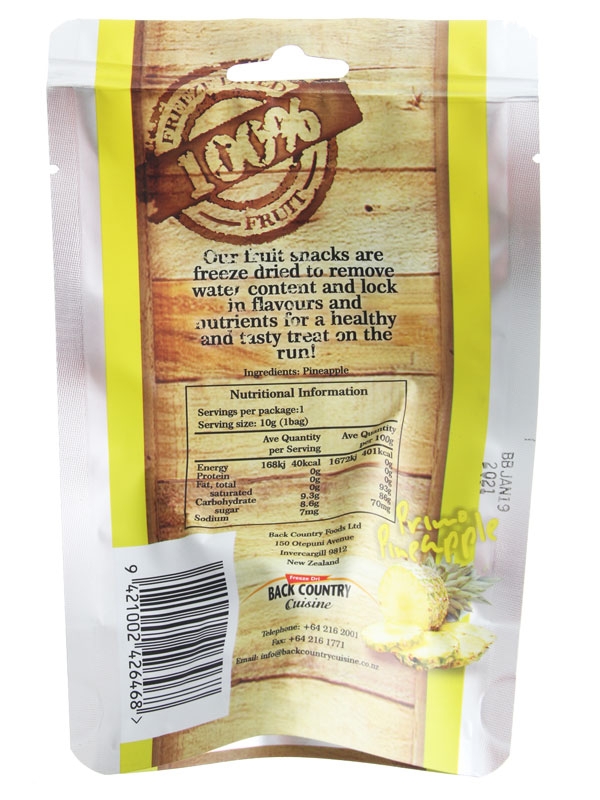 FREEZE DRIED
100%
FRUIT
Our fruit snacks are
freeze dried to remove
water content and lock
in flavours and
nutrients for a healthy
and tasty treat on the
run!
Ingredients: Pineapple
Nutritional Information
Servings per package:1
Serving size: 10g (1bag)
Ave Quantity per Serving Ave Quantity per 100g
Energy 168kj 40kcal 1672kj 401kcal
Protein 0g 0g
Fat, total 0g 0g
saturated 0g 0g
Carbohydrate 9.3g 93g
sugar 8.6g 86g
Sodium 7mg 70mg
Back Country Foods Ltd
150 Otepuni Avenue
Invercargill 9812
New Zealand
Freeze Dri
BACK COUNTRY
Cuisine
Telephone: +64 216 2001
Fax: +64 216 1771
Email: info@backcountrycuisine.co.nz
Primo
Pineapple
BBJAN19
2021
9 421002 426468>